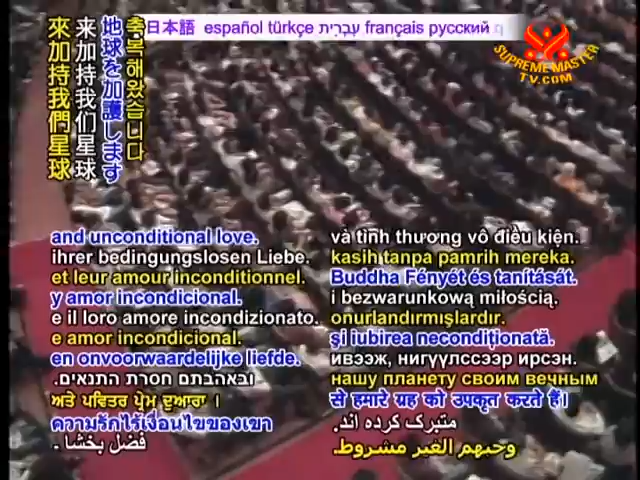 日本語 español türkçe עִבְרִית français русский
SUPREME MASTER
TV.COM
축복해왔습니다
地球を加護します
来加持我们星球
來加持我們星球
and unconditional love.
ihrer bedingungslosen Liebe.
et leur amour inconditionnel.
y amor incondicional.
e il loro amore incondizionato.
e amor incondicional.
en onvoorwaardelijke liefde.
ובאהבתם חסרת התנאים.
ਅਤੇ ਪਵਿਤਰ ਪ੍ਰੇਮ ਦੁਆਰਾ ।
ความรักไร้เงื่อนไขของเขา
فضل بخشا ۔
và tình thương vô điều kiện.
kasih tanpa pamrih mereka.
Buddha Fényét és tanítását.
i bezwarunkową miłością.
onurlandırmışlardır.
şi iubirea necondiţionată.
ивээж, нигүүлссээр ирсэн.
нашу планету своим вечным
से हमारे ग्रह को उपकृत करते हैं।
متبرک کرده اند.
وحبهم الغير مشروط.